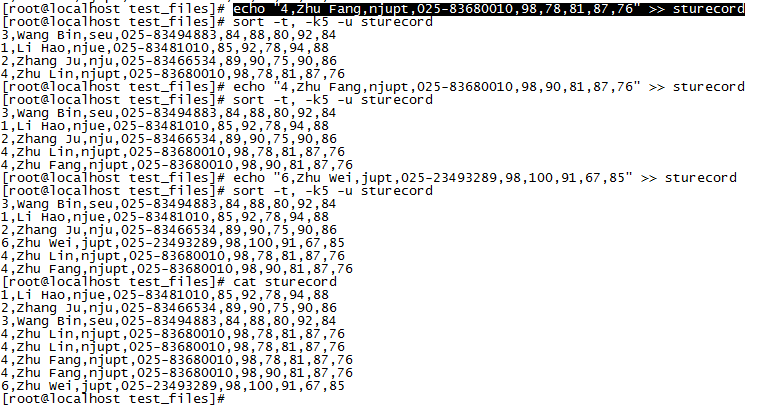 [root@localhost test_files]# echo "4,Zhu Fang,njupt,025-83680010,98,78,81,87,76" >> sturecord
[root@localhost test_files]# sort -t, -k5 -u sturecord
3,Wang Bin,seu,025-83494883,84,88,80,92,84
1,Li Hao,njue,025-83481010,85,92,78,94,88
2,Zhang Ju,nju,025-83466534,89,90,75,90,86
4,Zhu Lin,njupt,025-83680010,98,78,81,87,76
[root@localhost test_files]# echo "4,Zhu Fang,njupt,025-83680010,98,90,81,87,76" >> sturecord
[root@localhost test_files]# sort -t, -k5 -u sturecord
3,Wang Bin,seu,025-83494883,84,88,80,92,84
1,Li Hao,njue,025-83481010,85,92,78,94,88
2,Zhang Ju,nju,025-83466534,89,90,75,90,86
4,Zhu Lin,njupt,025-83680010,98,78,81,87,76
4,Zhu Fang,njupt,025-83680010,98,90,81,87,76
[root@localhost test_files]# echo "6,Zhu Wei,jupt,025-23493289,98,100,91,67,85" >> sturecord
[root@localhost test_files]# sort -t, -k5 -u sturecord
3,Wang Bin,seu,025-83494883,84,88,80,92,84
1,Li Hao,njue,025-83481010,85,92,78,94,88
2,Zhang Ju,nju,025-83466534,89,90,75,90,86
6,Zhu Wei,jupt,025-23493289,98,100,91,67,85
4,Zhu Lin,njupt,025-83680010,98,78,81,87,76
4,Zhu Fang,njupt,025-83680010,98,90,81,87,76
[root@localhost test_files]# cat sturecord
1,Li Hao,njue,025-83481010,85,92,78,94,88
2,Zhang Ju,nju,025-83466534,89,90,75,90,86
3,Wang Bin,seu,025-83494883,84,88,80,92,84
4,Zhu Lin,njupt,025-83680010,98,78,81,87,76
4,Zhu Lin,njupt,025-83680010,98,78,81,87,76
4,Zhu Fang,njupt,025-83680010,98,78,81,87,76
4,Zhu Fang,njupt,025-83680010,98,90,81,87,76
6,Zhu Wei,jupt,025-23493289,98,100,91,67,85
[root@localhost test_files]#